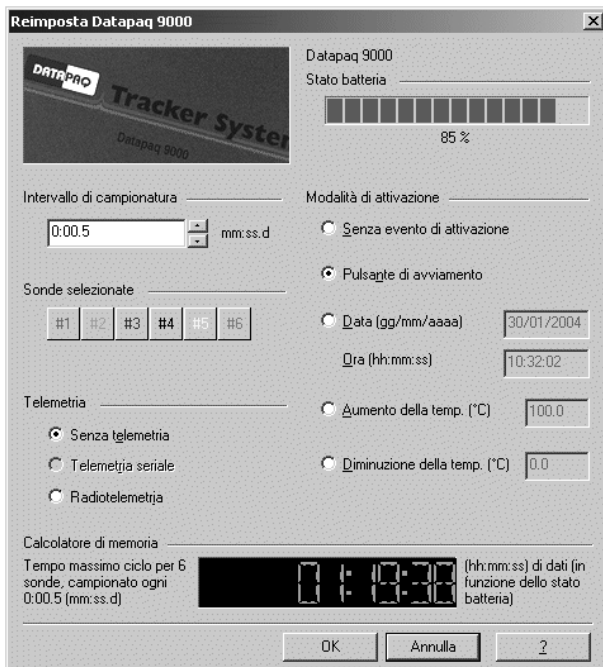 Reimposta Datapaq 9000
DATAPAQ
Tracker System
Datapaq 9000
Datapaq 9000
Stato batteria
85 %
Intervallo di campionatura
0:00.5 mm:ss.d
Sonde selezionate
#1 #2 #3 #4 #5 #6
Telemetria
Senza telemetria
Telemetria seriale
Radiotelemetria
Modalità di attivazione
Senza evento di attivazione
Pulsante di avviamento
Data (gg/mm/aaaa) 30/01/2004
Ora (hh:mm:ss) 10:32:02
Aumento della temp. (°C) 100.0
Diminuzione della temp. (°C) 0.0
Calcolatore di memoria
Tempo massimo ciclo per 6
sonde, campionato ogni
0:00.5 (mm:ss.d)
01:19:38
(hh:mm:ss) di dati (in
funzione dello stato
batteria)
OK Annulla ?